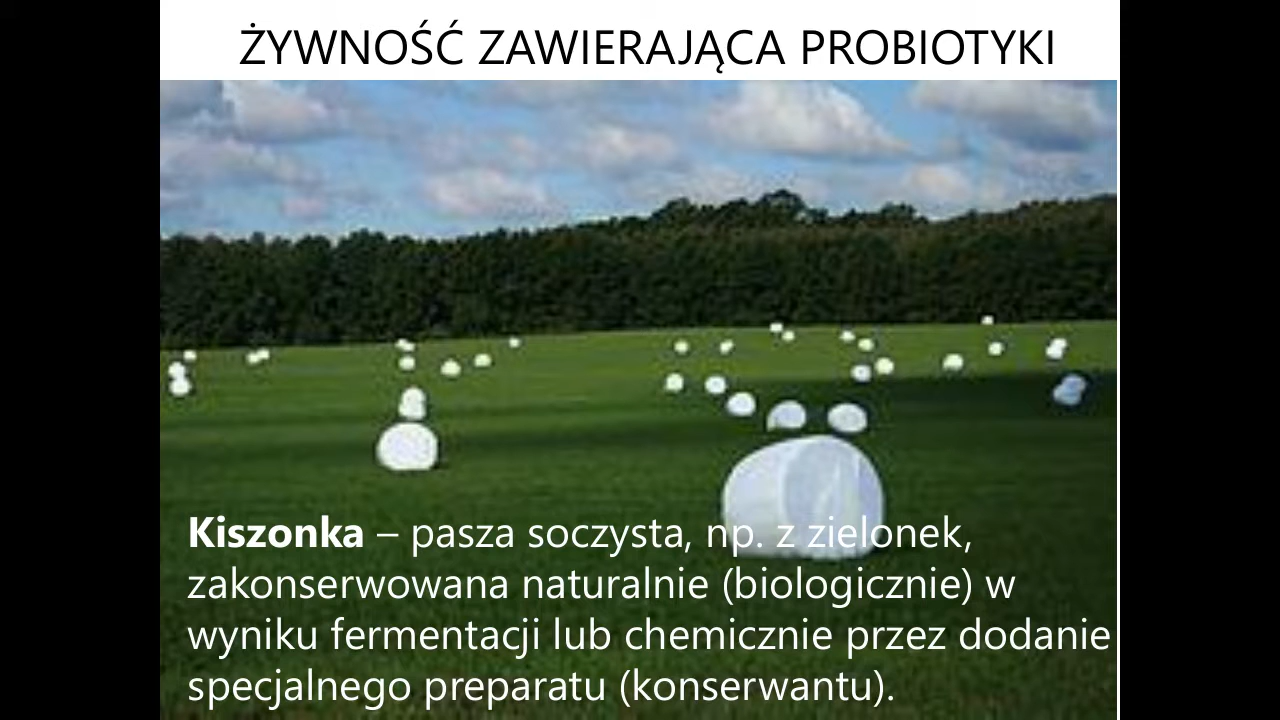 ŻYWNOŚĆ ZAWIERAJĄCA PROBIOTYKI
Kiszonka – pasza soczysta, np. z zielonek,
zakonserwowana naturalnie (biologicznie) w
wyniku fermentacji lub chemicznie przez dodanie
specjalnego preparatu (konserwantu).